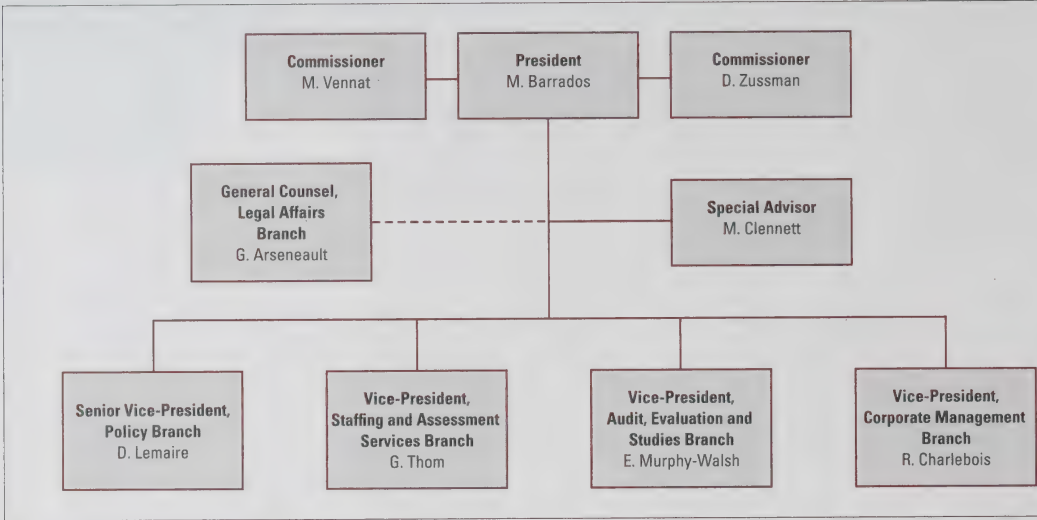 Commissioner
M. Vennat
President
M. Barrados
Commissioner
D. Zussman
General Counsel,
Legal Affairs
Branch
G. Arseneault
Special Advisor
M. Clennett
Senior Vice-President,
Policy Branch
D. Lemaire
Vice-President,
Staffing and Assessment
Services Branch
G. Thom
Vice-President,
Audit, Evaluation and
Studies Branch
E. Murphy-Walsh
Vice-President,
Corporate Management
Branch
R. Charlebois